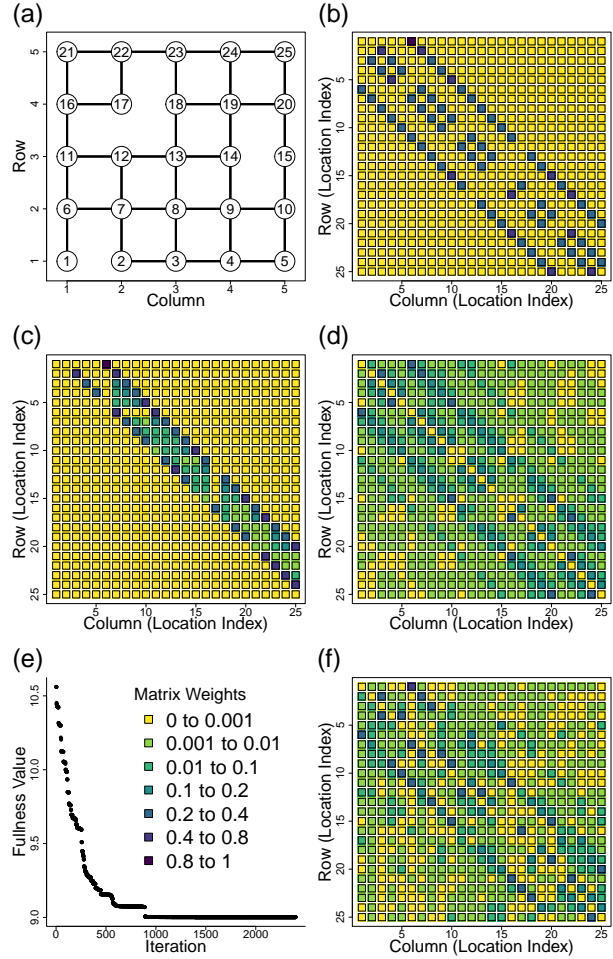 (a)
21 22 23 24 25
16 17 18 19 20
11 12 13 14 15
6 7 8 9 10
1 2 3 4 5
Row
1 2 3 4 5
1 2 3 4 5
Column
(b)
Row (Location Index)
5 10 15 20 25
5 10 15 20 25
Column (Location Index)
(c)
Row (Location Index)
5 10 15 20 25
5 10 15 20 25
Column (Location Index)
(d)
Row (Location Index)
5 10 15 20 25
5 10 15 20 25
Column (Location Index)
(e)
Fullness Value
10.5
10.0
9.5
9.0
0 500 1000 2000
Iteration
Matrix Weights
0 to 0.001
0.001 to 0.01
0.01 to 0.1
0.1 to 0.2
0.2 to 0.4
0.4 to 0.8
0.8 to 1
(f)
Row (Location Index)
5 10 15 20 25
5 10 15 20 25
Column (Location Index)